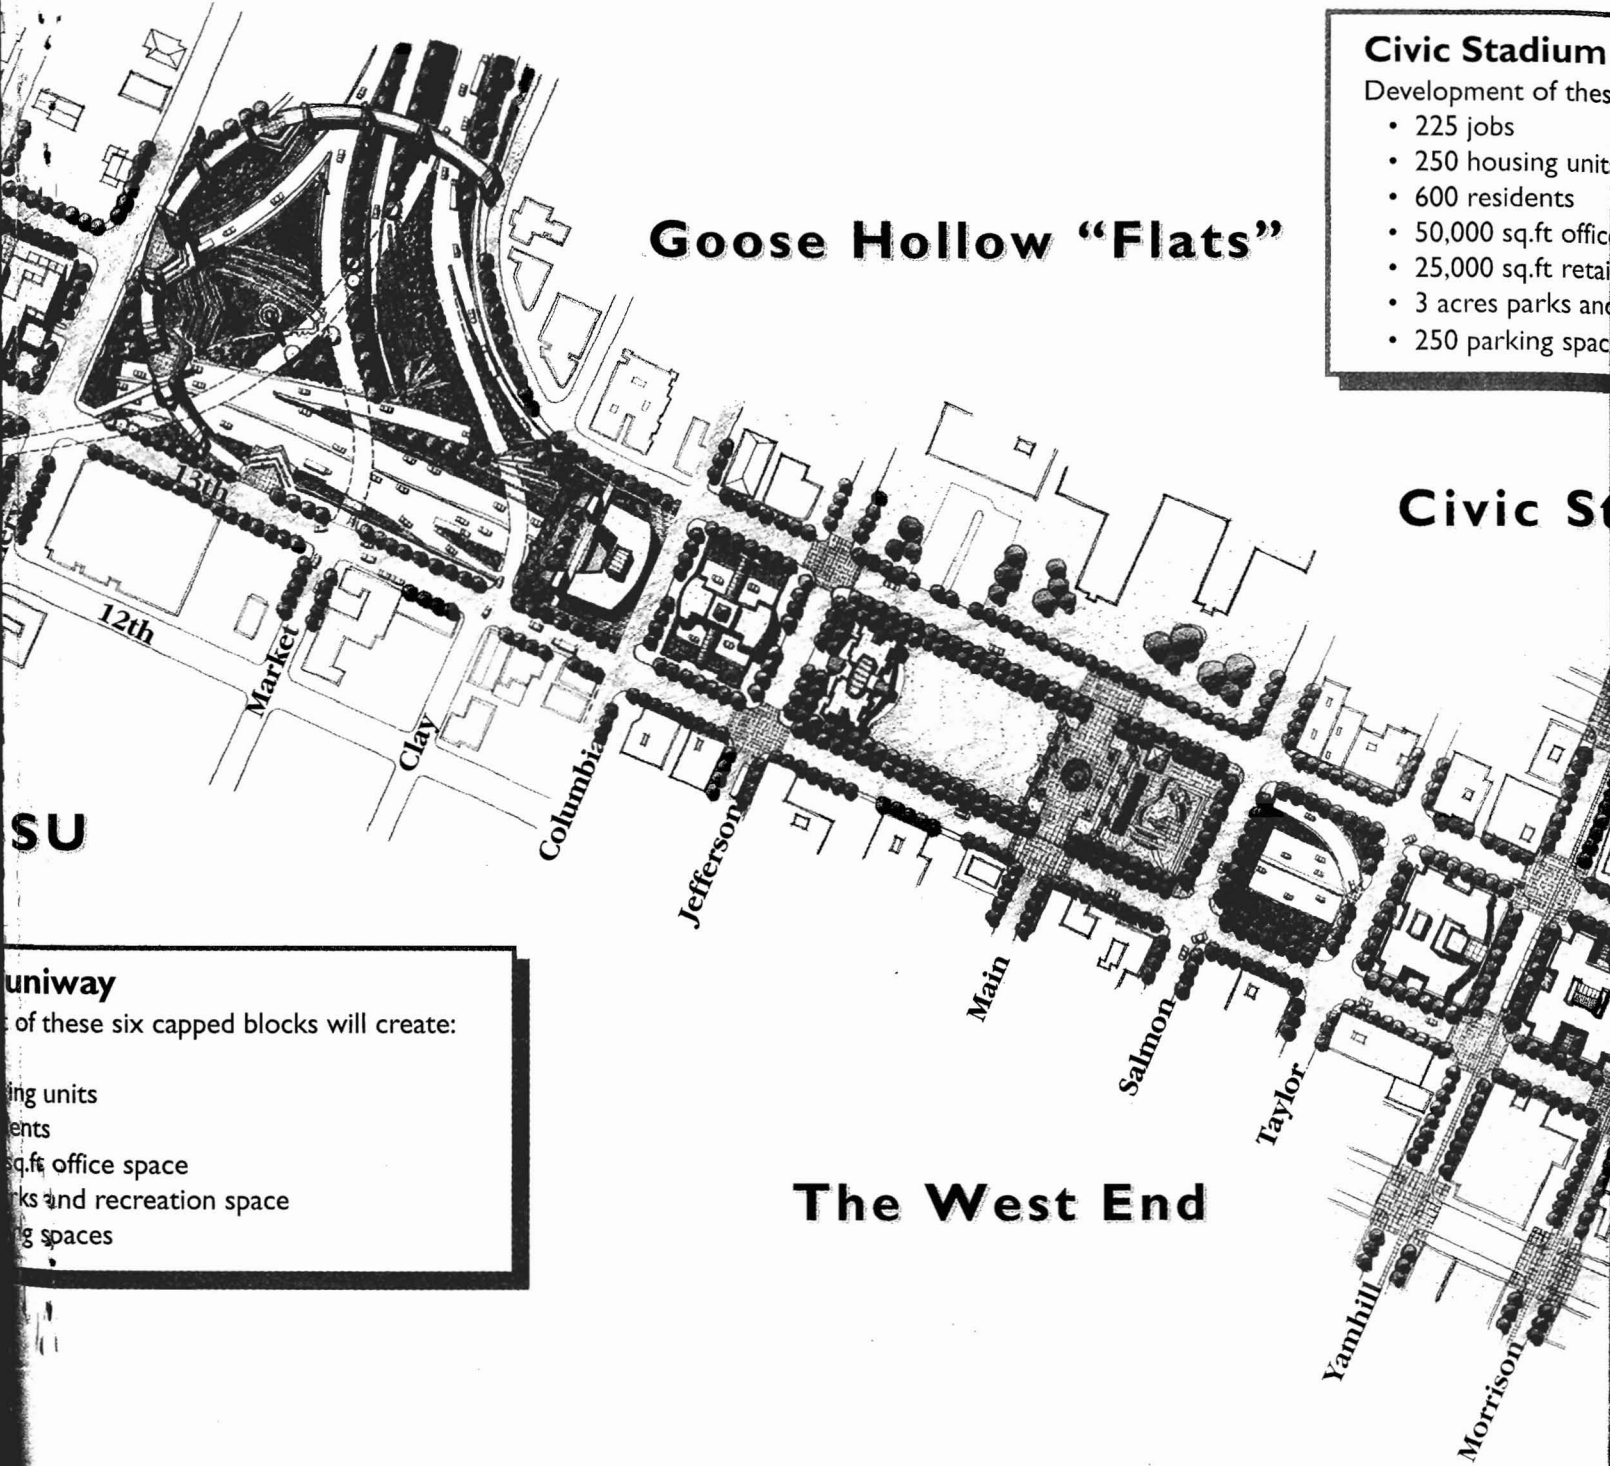 Civic Stadium
Development of thes
• 225 jobs
• 250 housing unit
• 600 residents
• 50,000 sq.ft offic
• 25,000 sq.ft retai
• 3 acres parks and
• 250 parking spac
Goose Hollow “Flats”
Civic St
13th
12th
Market
Clay
Columbia
Jefferson
Main
Salmon
Taylor
Yamhill
Morrison
SU
The West End
uniway
of these six capped blocks will create:
ing units
ents
sq.ft office space
rks and recreation space
g spaces